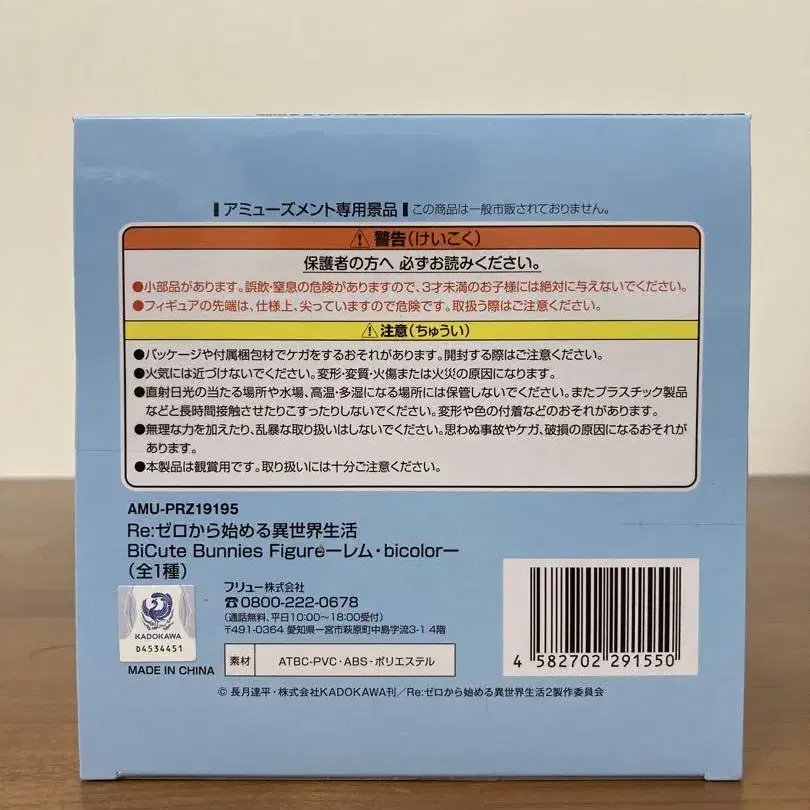 アミューズメント専用景品 この商品は一般市販されておりません。
警告(けいこく)
保護者の方へ 必ずお読みください。
●小部品があります。誤飲・窒息の危険がありますので、3才未満のお子様には絶対に与えないでください。
●フィギュアの先端は、仕様上、尖っていますので危険です。取扱う際はご注意ください。
注意(ちゅうい)
●パッケージや付属梱包材でケガをするおそれがあります。開封する際はご注意ください。
●火気には近づけないでください。変形・変質・火傷または火災の原因になります。
●直射日光の当たる場所や水場、高温・多湿になる場所には保管しないでください。またプラスチック製品
などと長時間接触させたりこすったりしないでください。変形や色の付着などのおそれがあります。
●無理な力を加えたり、乱暴な取り扱いはしないでください。思わぬ事故やケガ、破損の原因になるおそれが
あります。
●本製品は観賞用です。取り扱いには十分ご注意ください。
AMU-PRZ19195
Re:ゼロから始める異世界生活
BiCute Bunnies Figureーレム・bicolorー
(全1種)
フリュー株式会社
☎0800-222-0678
(通話無料、平日10:00〜18:00受付)
〒491-0364 愛知県一宮市萩原町中島字流3-1 4階
KADOKAWA
D4534451
MADE IN CHINA
素材 ATBC-PVC・ABS・ポリエステル
4 582702 291550
© 長月達平・株式会社KADOKAWA刊/Re:ゼロから始める異世界生活2製作委員会